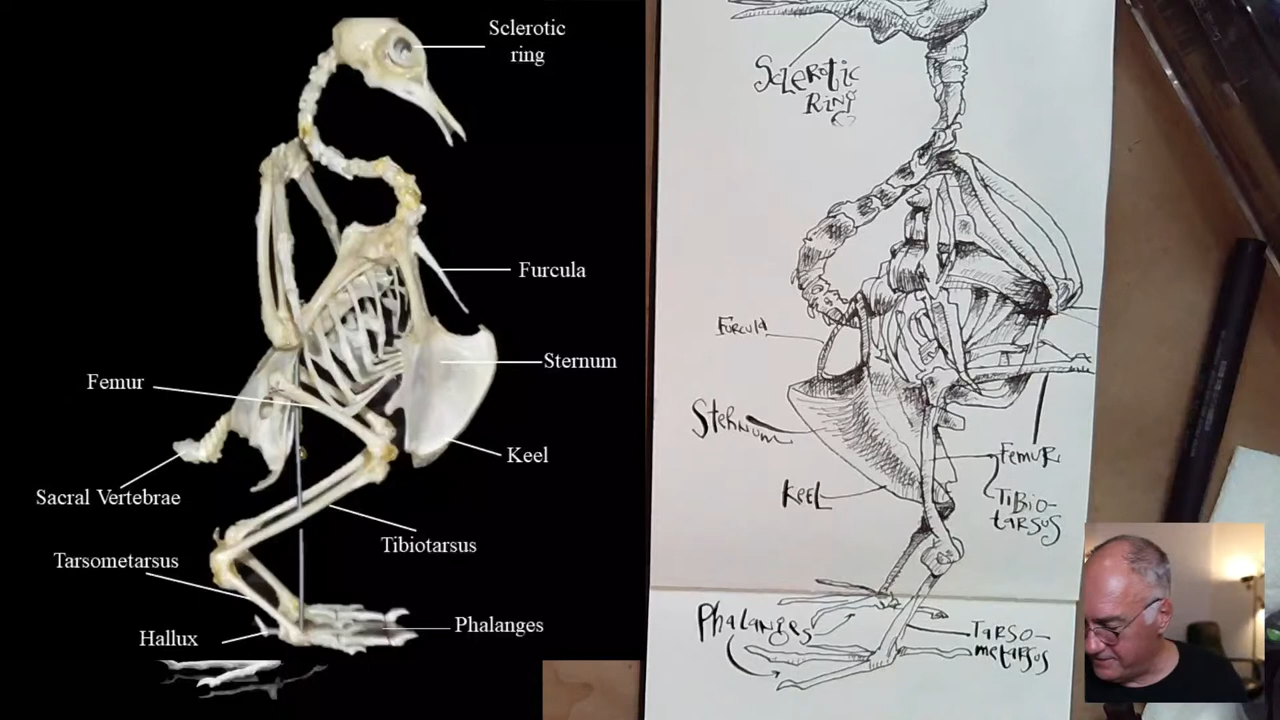 Sclerotic
ring
Furcula
Sternum
Femur
Keel
Sacral Vertebrae
Tibiotarsus
Tarsometarsus
Phalanges
Hallux
Sclerotic
Ring
Furcula
Sternum
Keel
Femur
Tibio-
tarsus
Phalanges
Tarso-
metarsus